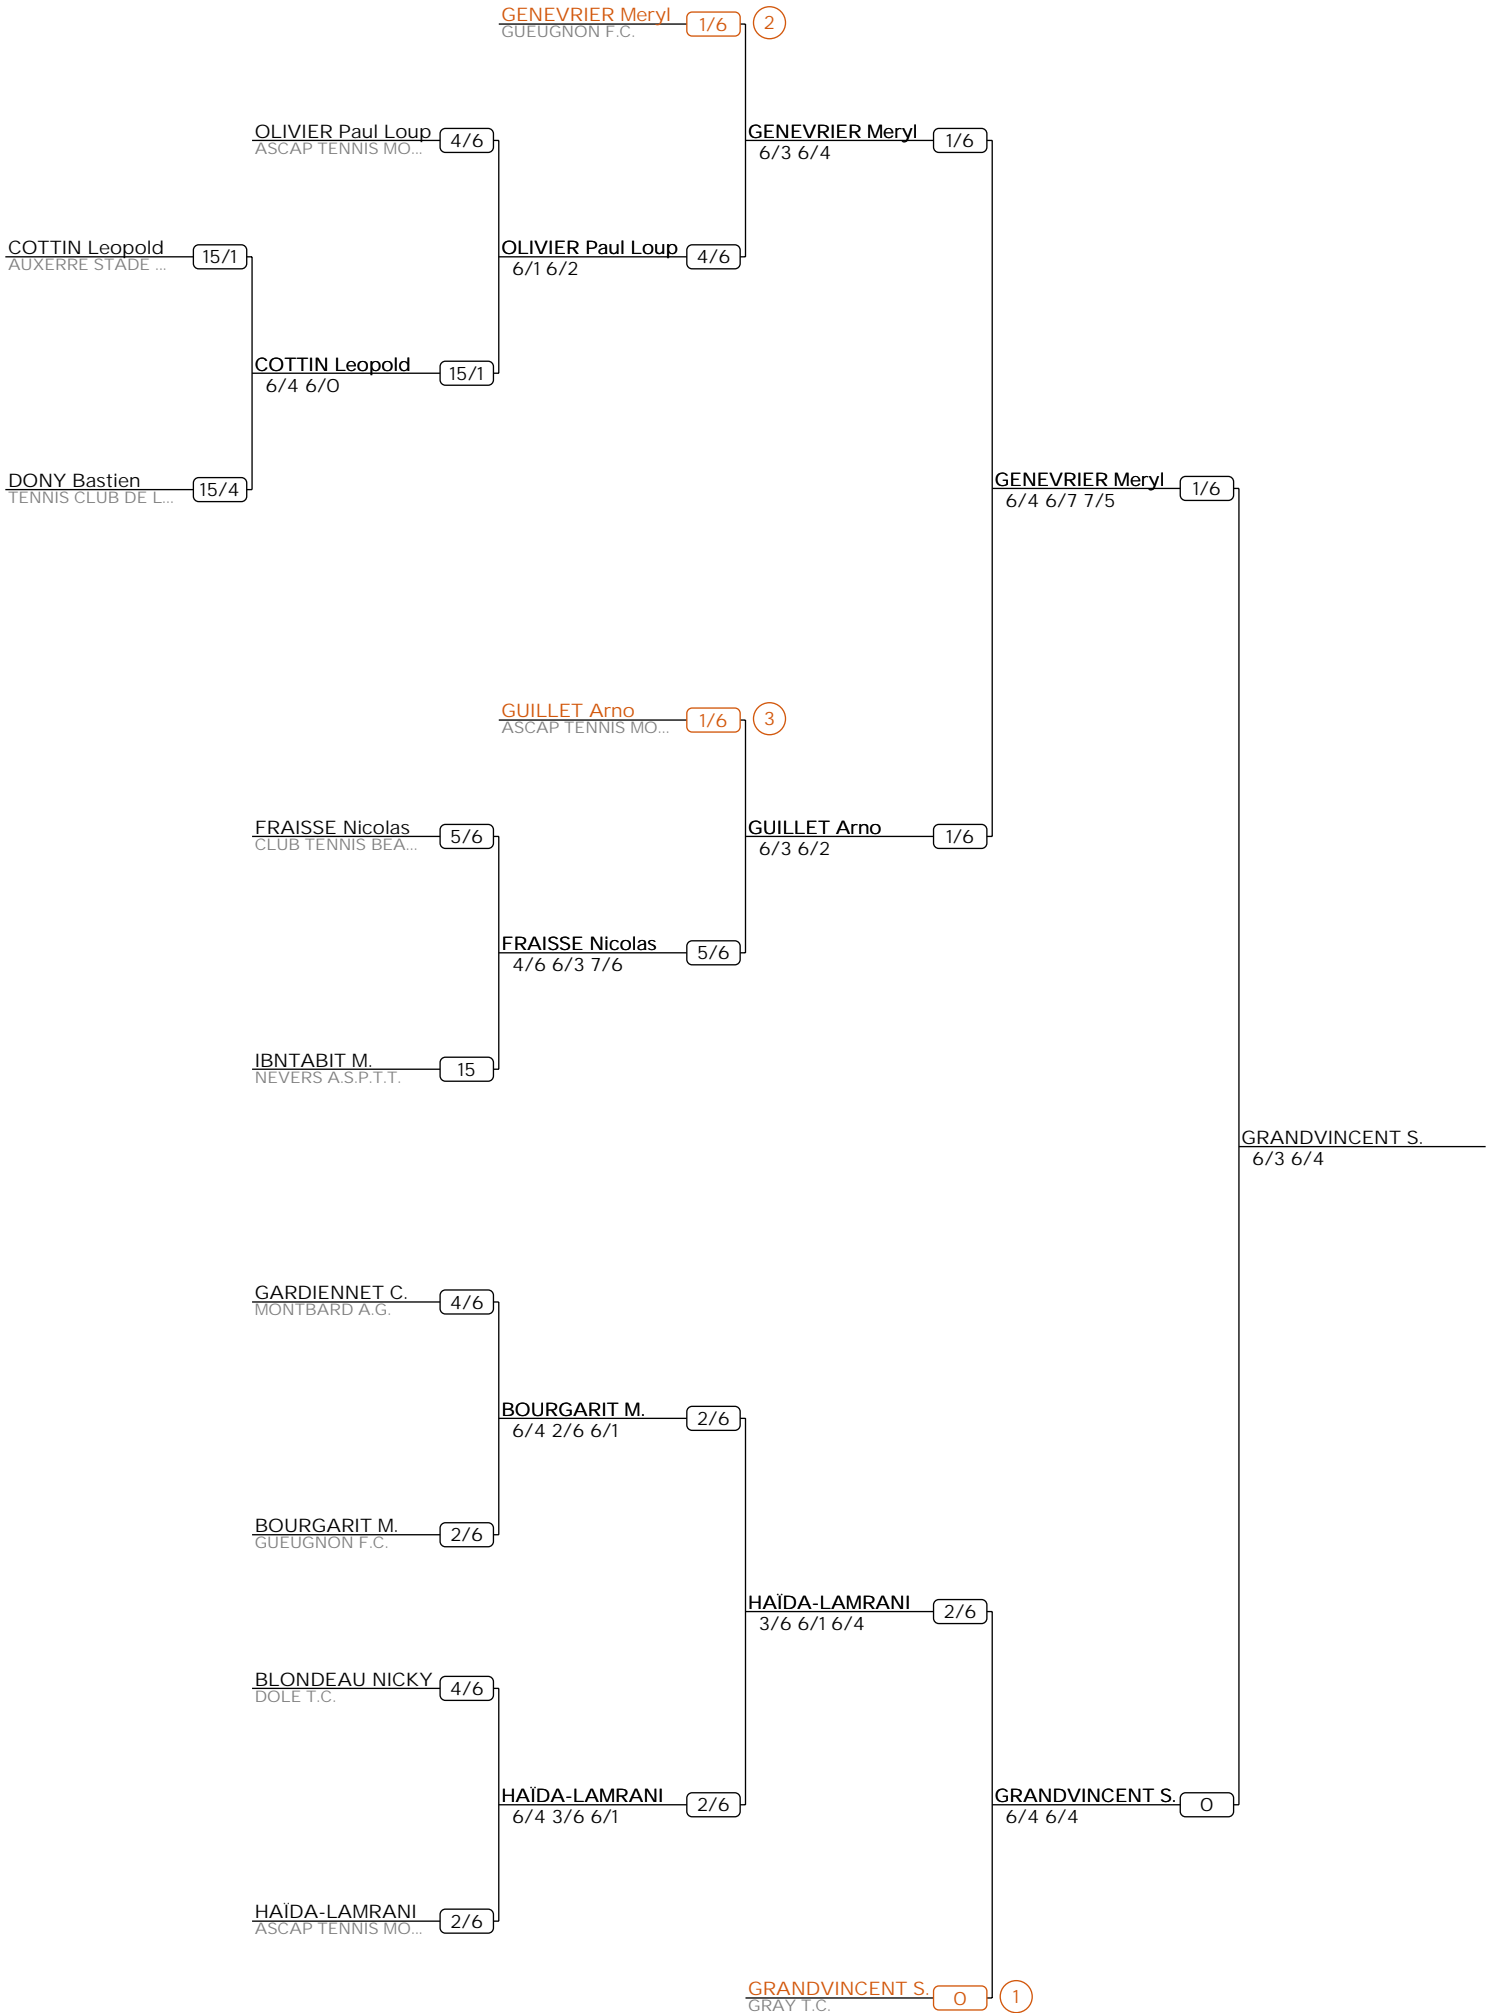 GENEVRIER Meryl 1/6 2
GUEUGNON F.C.
OLIVIER Paul Loup 4/6
ASCAP TENNIS MO...
GENEVRIER Meryl 1/6
6/3 6/4
COTTIN Leopold 15/1
AUXERRE STADE ...
OLIVIER Paul Loup 4/6
6/1 6/2
COTTIN Leopold 15/1
6/4 6/0
DONY Bastien 15/4
TENNIS CLUB DE L...
GENEVRIER Meryl 1/6
6/4 6/7 7/5
GUILLET Arno 1/6 3
ASCAP TENNIS MO...
FRAISSE Nicolas 5/6
CLUB TENNIS BEA...
GUILLET Arno 1/6
6/3 6/2
FRAISSE Nicolas 5/6
4/6 6/3 7/6
IBNTABIT M. 15
NEVERS A.S.P.T.T.
GRANDVINCENT S.
6/3 6/4
GARDIENNET C. 4/6
MONTBARD A.G.
BOURGARIT M. 2/6
6/4 2/6 6/1
BOURGARIT M. 2/6
GUEUGNON F.C.
HAÏDA-LAMRANI 2/6
3/6 6/1 6/4
BLONDEAU NICKY 4/6
DOLE T.C.
HAÏDA-LAMRANI 2/6
6/4 3/6 6/1
GRANDVINCENT S. 0
6/4 6/4
HAÏDA-LAMRANI 2/6
ASCAP TENNIS MO...
GRANDVINCENT S. 0 1
GRAY T.C.